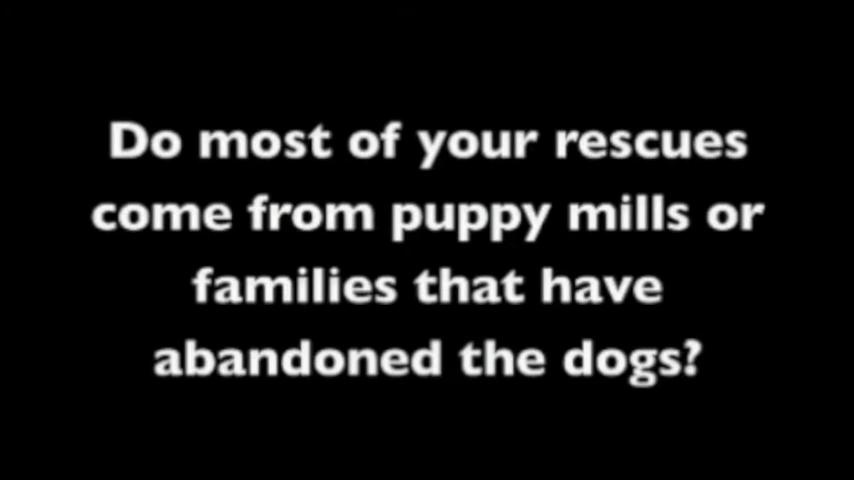 Do most of your rescues
come from puppy mills or
families that have
abandoned the dogs?